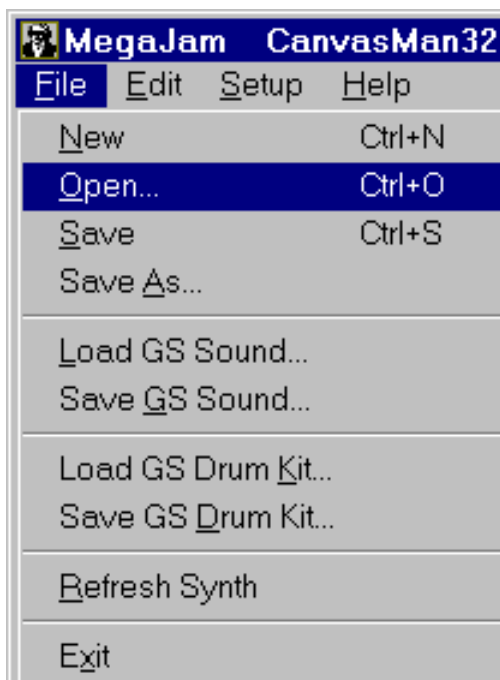 MegaJam CanvasMan32
File Edit Setup Help
New Ctrl+N
Open... Ctrl+O
Save Ctrl+S
Save As...
Load GS Sound...
Save GS Sound...
Load GS Drum Kit...
Save GS Drum Kit...
Refresh Synth
Exit